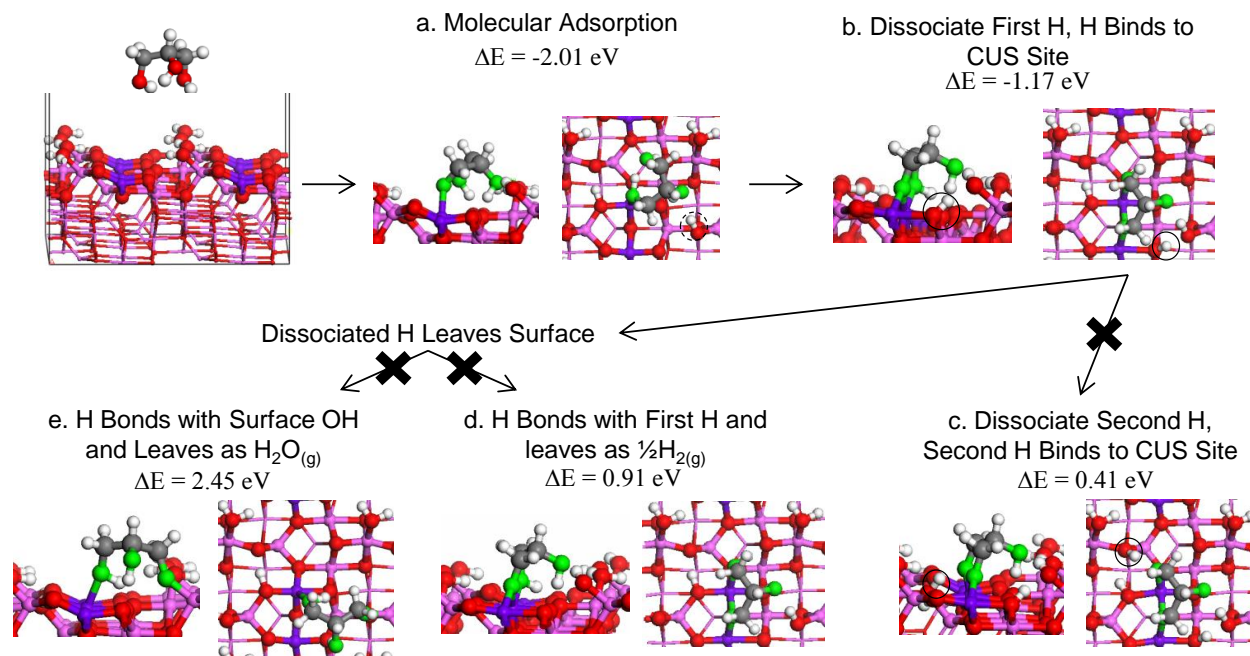 a. Molecular Adsorption
ΔE = -2.01 eV
b. Dissociate First H, H Binds to
CUS Site
ΔE = -1.17 eV
Dissociated H Leaves Surface
e. H Bonds with Surface OH
and Leaves as H₂O₍g₎
ΔE = 2.45 eV
d. H Bonds with First H and
leaves as ½H₂₍g₎
ΔE = 0.91 eV
c. Dissociate Second H,
Second H Binds to CUS Site
ΔE = 0.41 eV